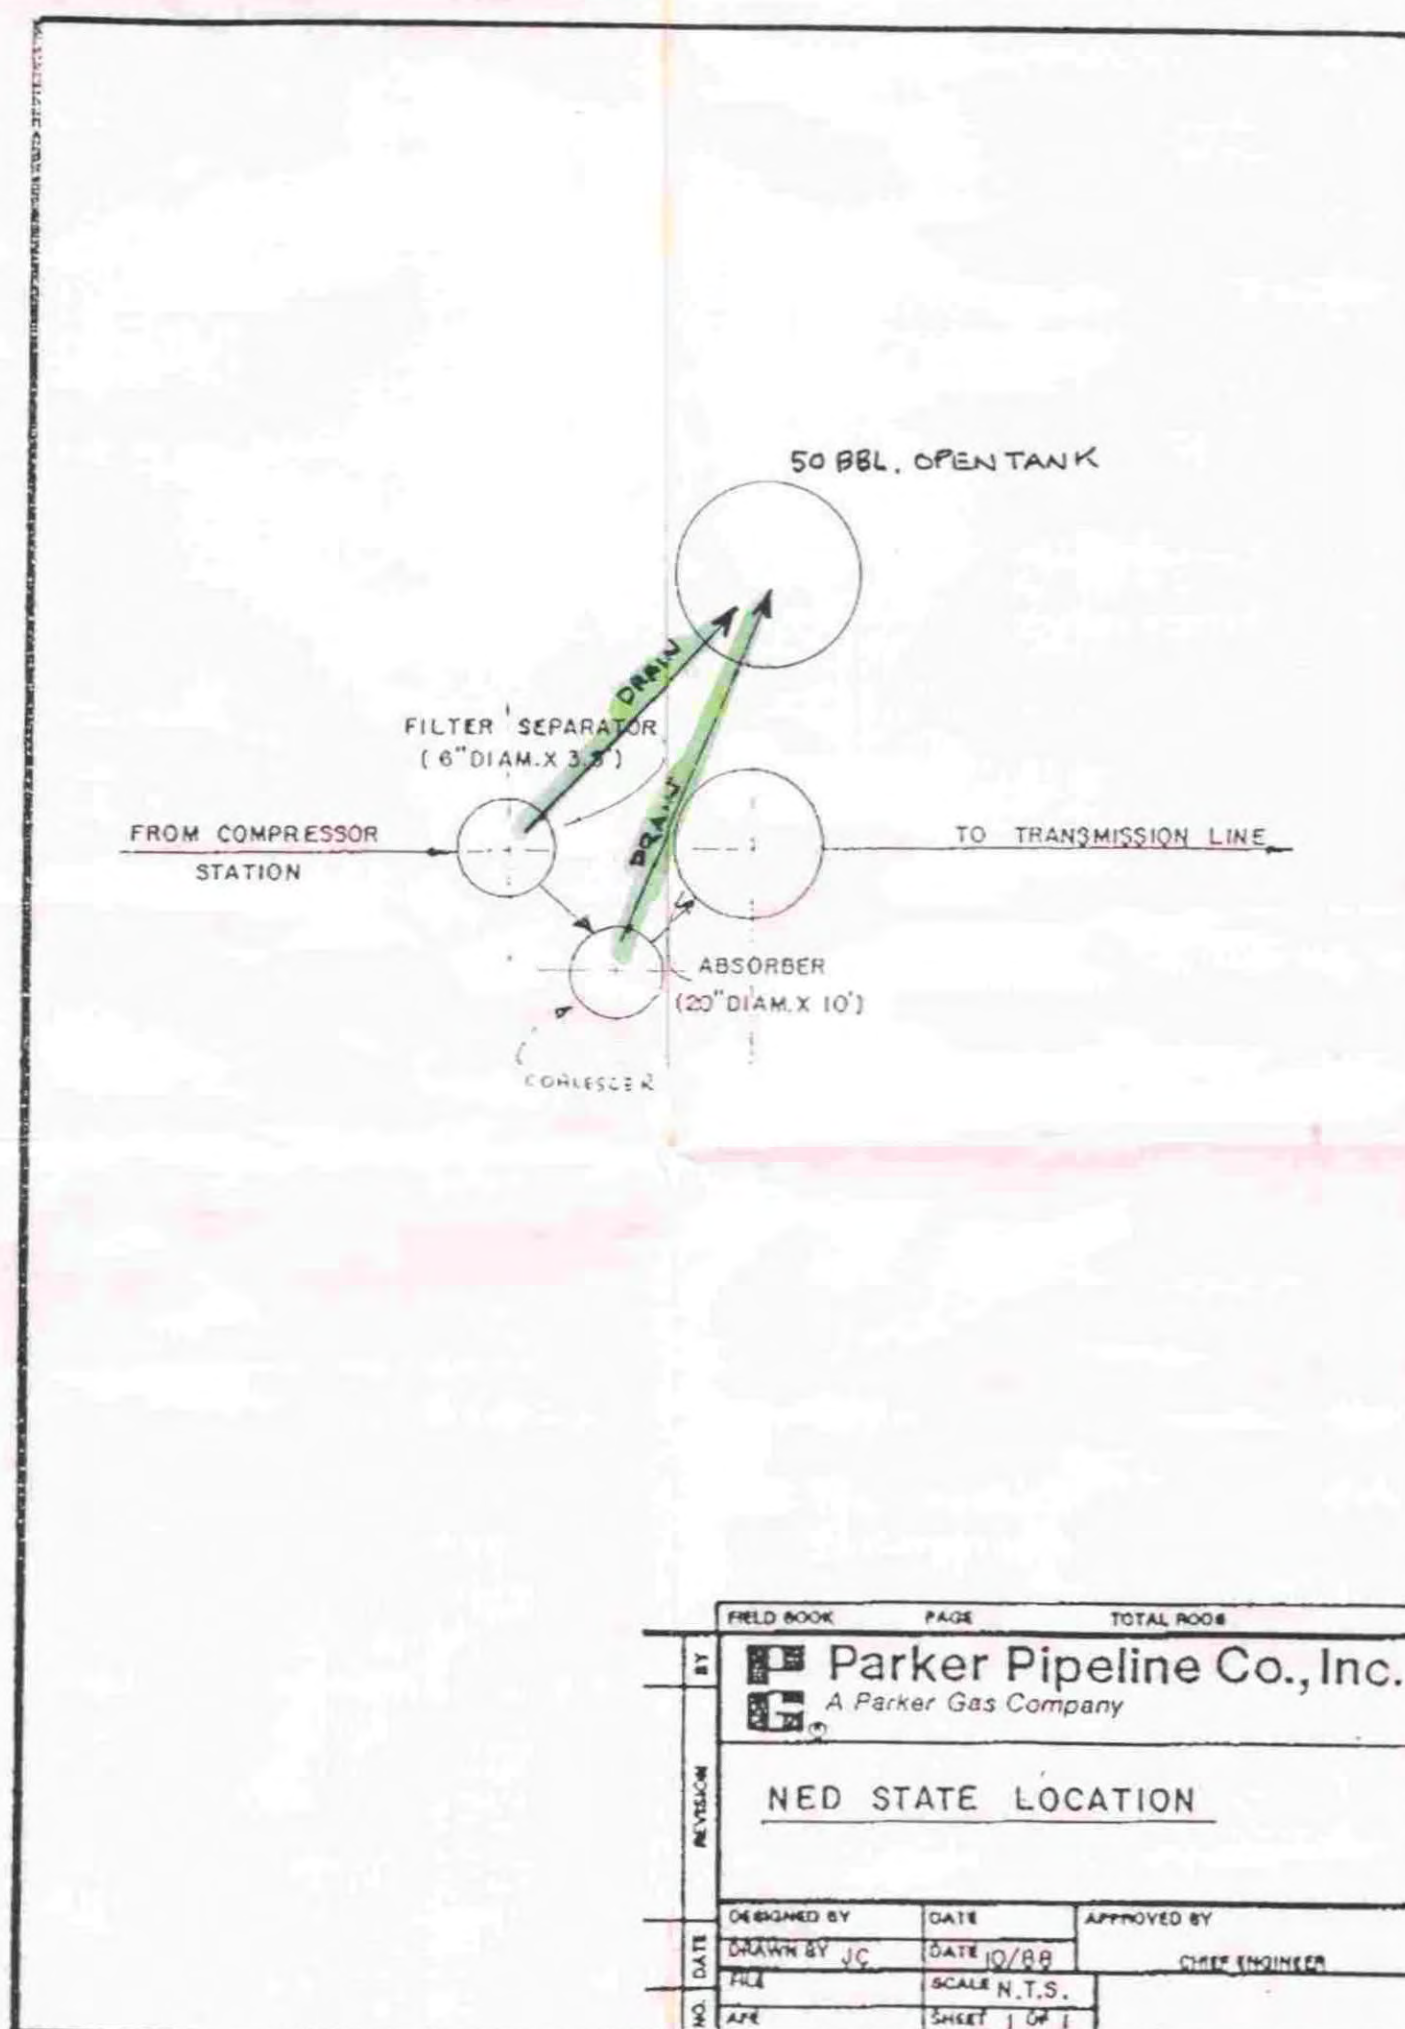 50 BBL. OPEN TANK
DRAIN
FILTER SEPARATOR
(6" DIAM. X 3.5')
DRAIN
FROM COMPRESSOR
STATION
TO TRANSMISSION LINE
ABSORBER
(20" DIAM. X 10')
COALESCER
FIELD BOOK PAGE TOTAL RODS
BY
PG® Parker Pipeline Co., Inc.
A Parker Gas Company
REVISION
NED STATE LOCATION
DESIGNED BY DATE APPROVED BY
DATE
DRAWN BY JC DATE 10/88 CHIEF ENGINEER
FILE SCALE N.T.S.
NO.
AFE SHEET 1 OF 1